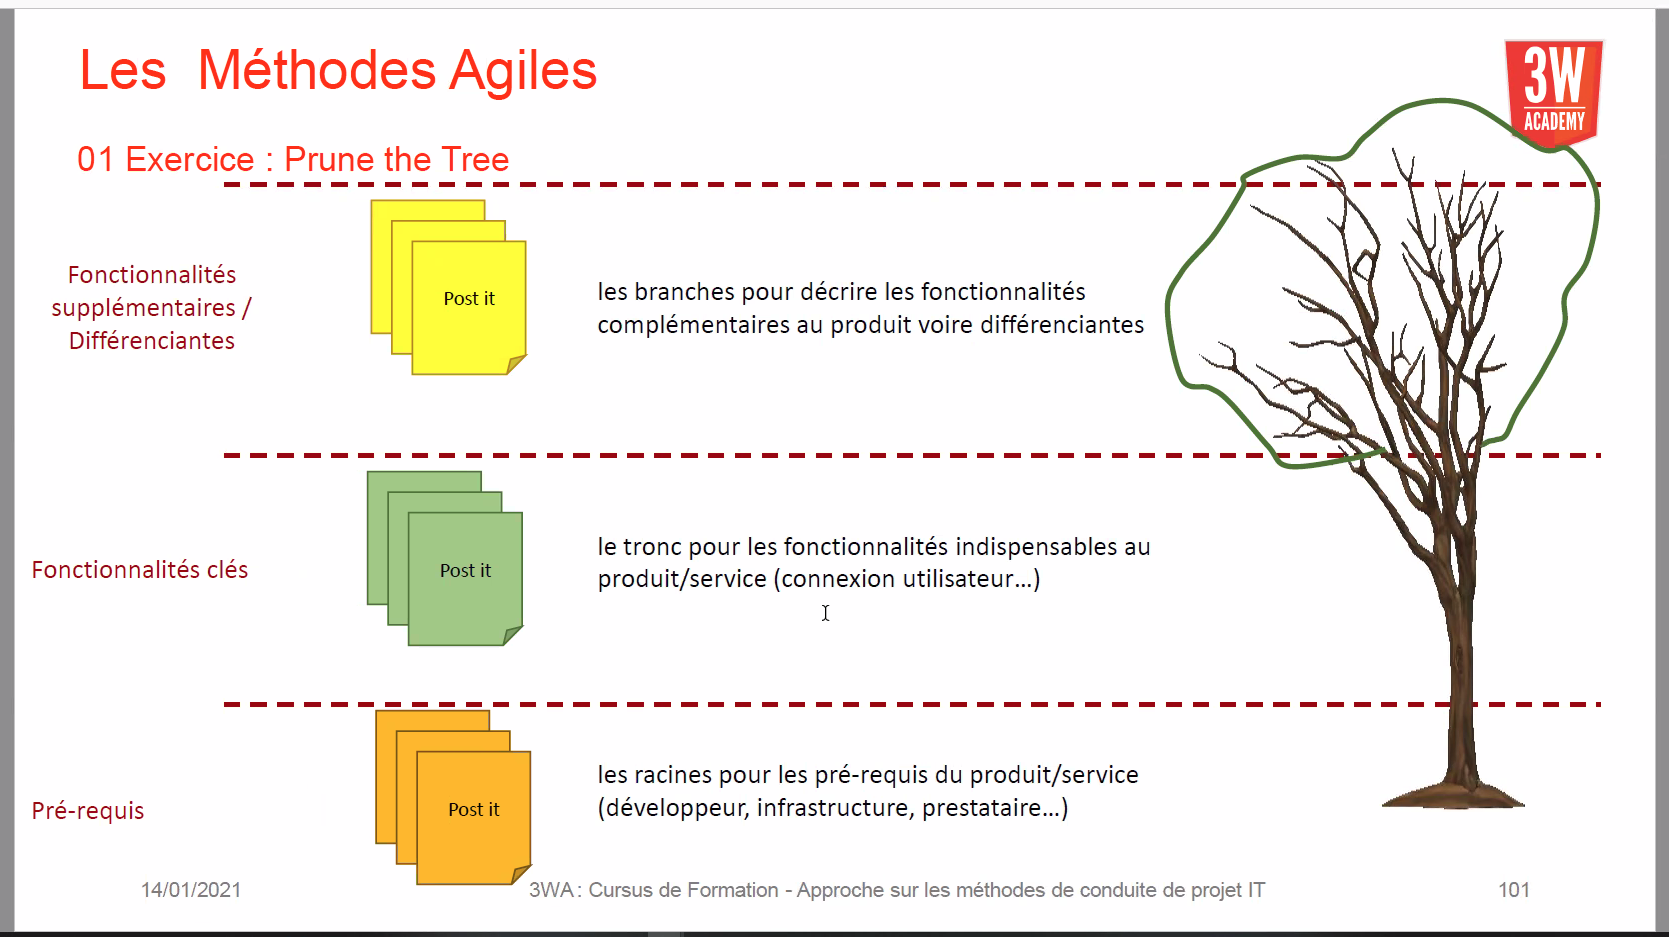 Les Méthodes Agiles
3W
ACADEMY
01 Exercice : Prune the Tree
Fonctionnalités
supplémentaires /
Différenciantes
Post it
les branches pour décrire les fonctionnalités
complémentaires au produit voire différenciantes
Fonctionnalités clés
Post it
le tronc pour les fonctionnalités indispensables au
produit/service (connexion utilisateur...)
Pré-requis
Post it
les racines pour les pré-requis du produit/service
(développeur, infrastructure, prestataire...)
14/01/2021
3WA : Cursus de Formation - Approche sur les méthodes de conduite de projet IT
101